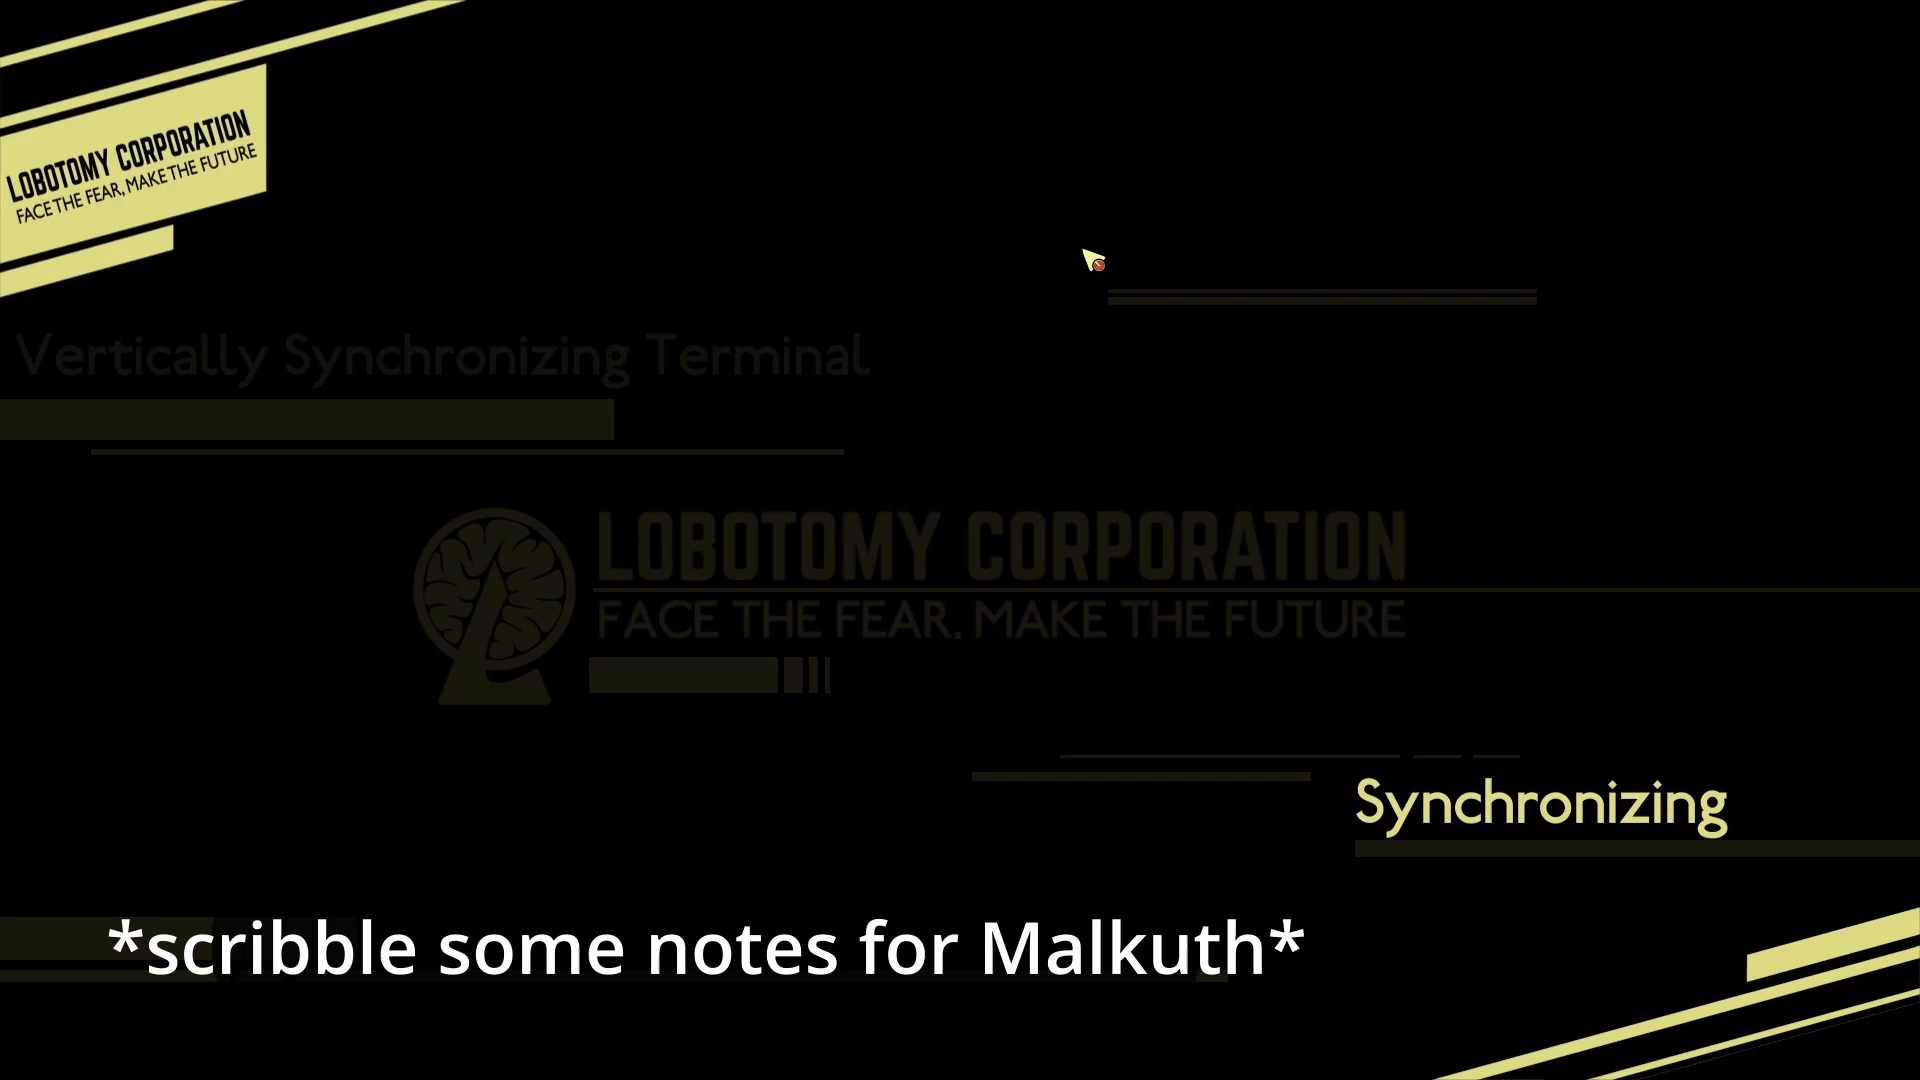 LOBOTOMY CORPORATION
FACE THE FEAR, MAKE THE FUTURE
Vertically Synchronizing Terminal
LOBOTOMY CORPORATION
FACE THE FEAR, MAKE THE FUTURE
Synchronizing
*scribble some notes for Malkuth*